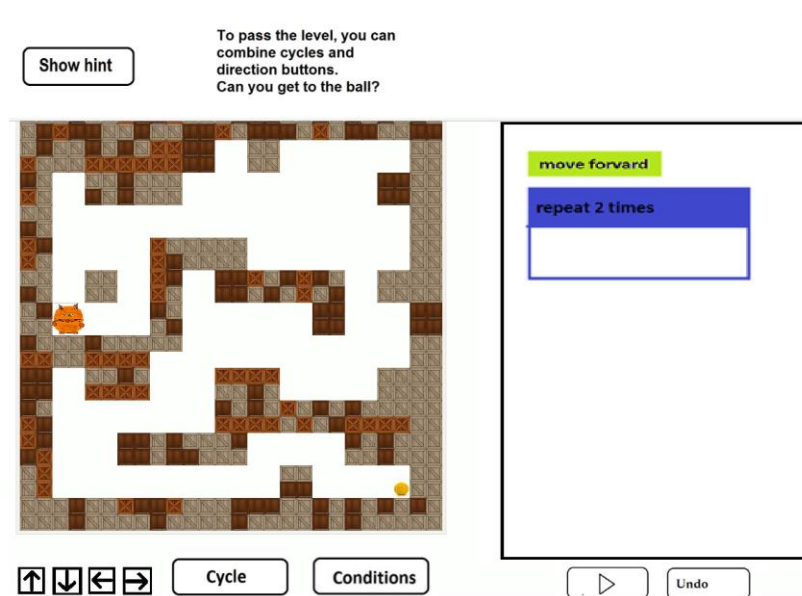 Show hint
To pass the level, you can
combine cycles and
direction buttons.
Can you get to the ball?
move forvard
repeat 2 times
Cycle
Conditions
Undo